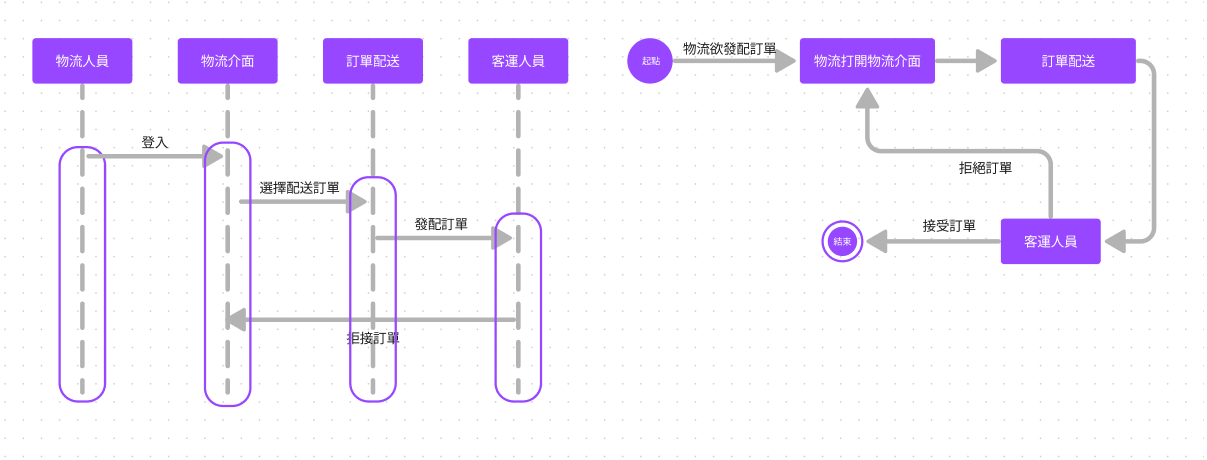 物流人員
物流介面
訂單配送
客運人員
登入
選擇配送訂單
發配訂單
拒接訂單
起點
物流欲發配訂單
物流打開物流介面
訂單配送
拒絕訂單
接受訂單
客運人員
結束